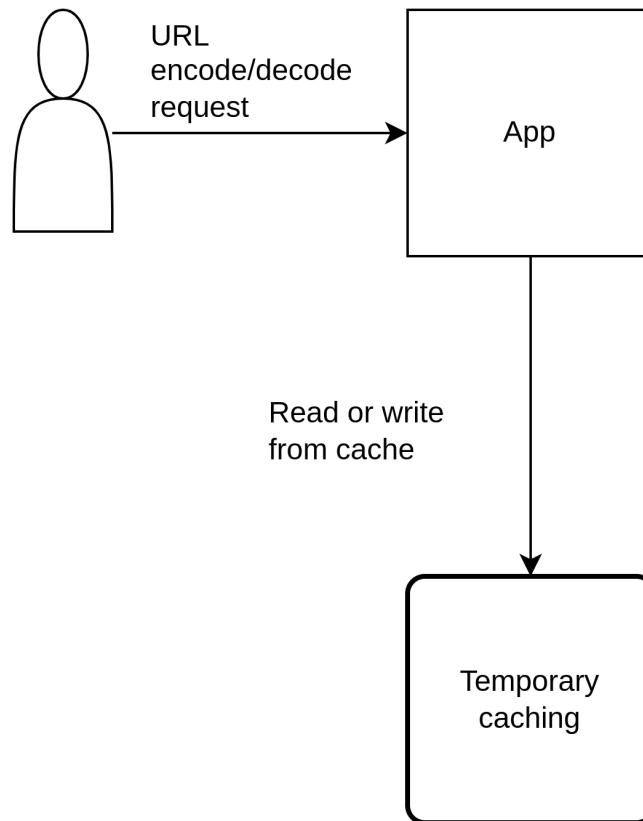 URL
encode/decode
request
App
Read or write
from cache
Temporary
caching